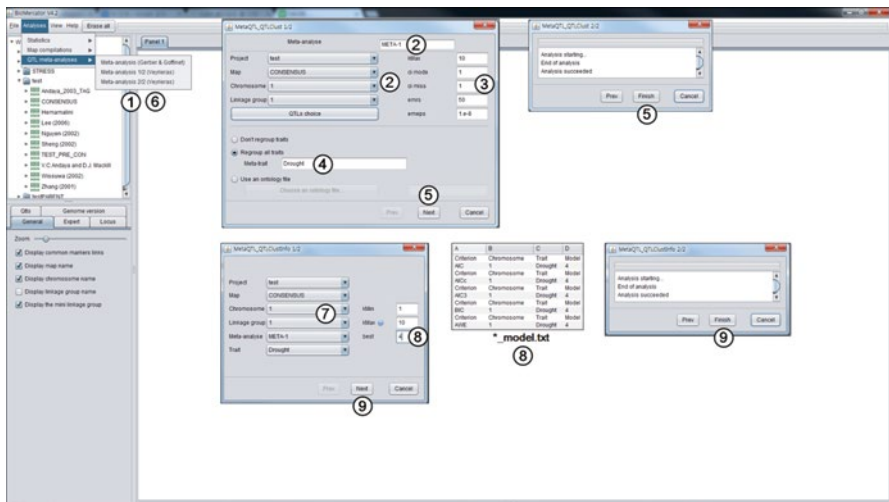 BioMercator V4.2
File Analyses View Help Erase all
Statistics
Map compilations
QTL meta-analyses
Meta-analysis (Gerber & Goffinet)
Meta-analysis 1/2 (Veyrieras)
Meta-analysis 2/2 (Veyrieras)
① ⑥
STRESS
test
Andaya_2003_TAG
CONSENSUS
Hemamalini
Lee (2006)
Nguyen (2002)
Sheng (2002)
TEST_PRE_CON
Y.C Andaya and D.J. Mackill
Wissuwa (2002)
Zhang (2001)
Qtls Genome version
General Expert Locus
Zoom
Display common markers links
Display map name
Display chromosome name
Display linkage group name
Display the mini linkage group
Panel 1
MetaQTL_QTLClust 1/2
Meta-analyse META-1 ②
Project test kMax 10
Map CONSENSUS ② ci mode 1 ③
Chromosome 1 ci miss 1
Linkage group 1 emrs 50
QTLs choice emeps 1.e-8
Don't regroup traits
Regroup all traits
Meta-trait Drought ④
Use an ontology file
Choose an ontology file...
⑤
Prev Next Cancel
MetaQTL_QTLClust 2/2
Analysis starting...
End of analysis
Analysis succeeded
Prev Finish Cancel
⑤
MetaQTL_QTLClustInfo 1/2
Project test
Map CONSENSUS
Chromosome 1 ⑦ kMin 1
Linkage group 1 kMax 10
Meta-analyse META-1 best 4 ⑧
Trait Drought
Prev Next Cancel
⑨
A B C D
Criterion Chromosome Trait Model
AIC 1 Drought 4
Criterion Chromosome Trait Model
AICc 1 Drought 4
Criterion Chromosome Trait Model
AIC3 1 Drought 4
Criterion Chromosome Trait Model
BIC 1 Drought 4
Criterion Chromosome Trait Model
AWE 1 Drought 4
*_model.txt
⑧
MetaQTL_QTLClustInfo 2/2
Analysis starting...
End of analysis
Analysis succeeded
Prev Finish Cancel
⑨